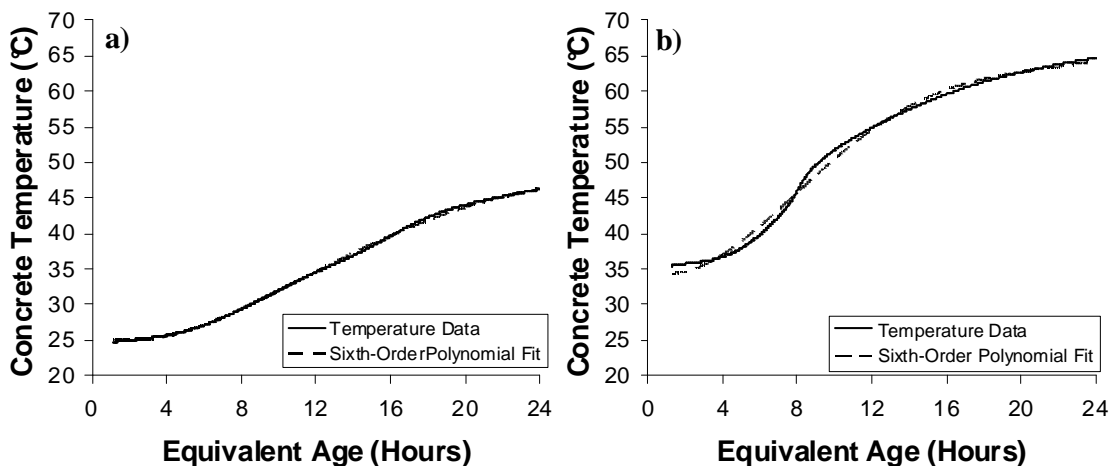 a)
Concrete Temperature (°C)
70
65
60
55
50
45
40
35
30
25
20
0 4 8 12 16 20 24
Equivalent Age (Hours)
Temperature Data
Sixth-OrderPolynomial Fit
b)
Concrete Temperature (°C)
70
65
60
55
50
45
40
35
30
25
20
0 4 8 12 16 20 24
Equivalent Age (Hours)
Temperature Data
Sixth-Order Polynomial Fit